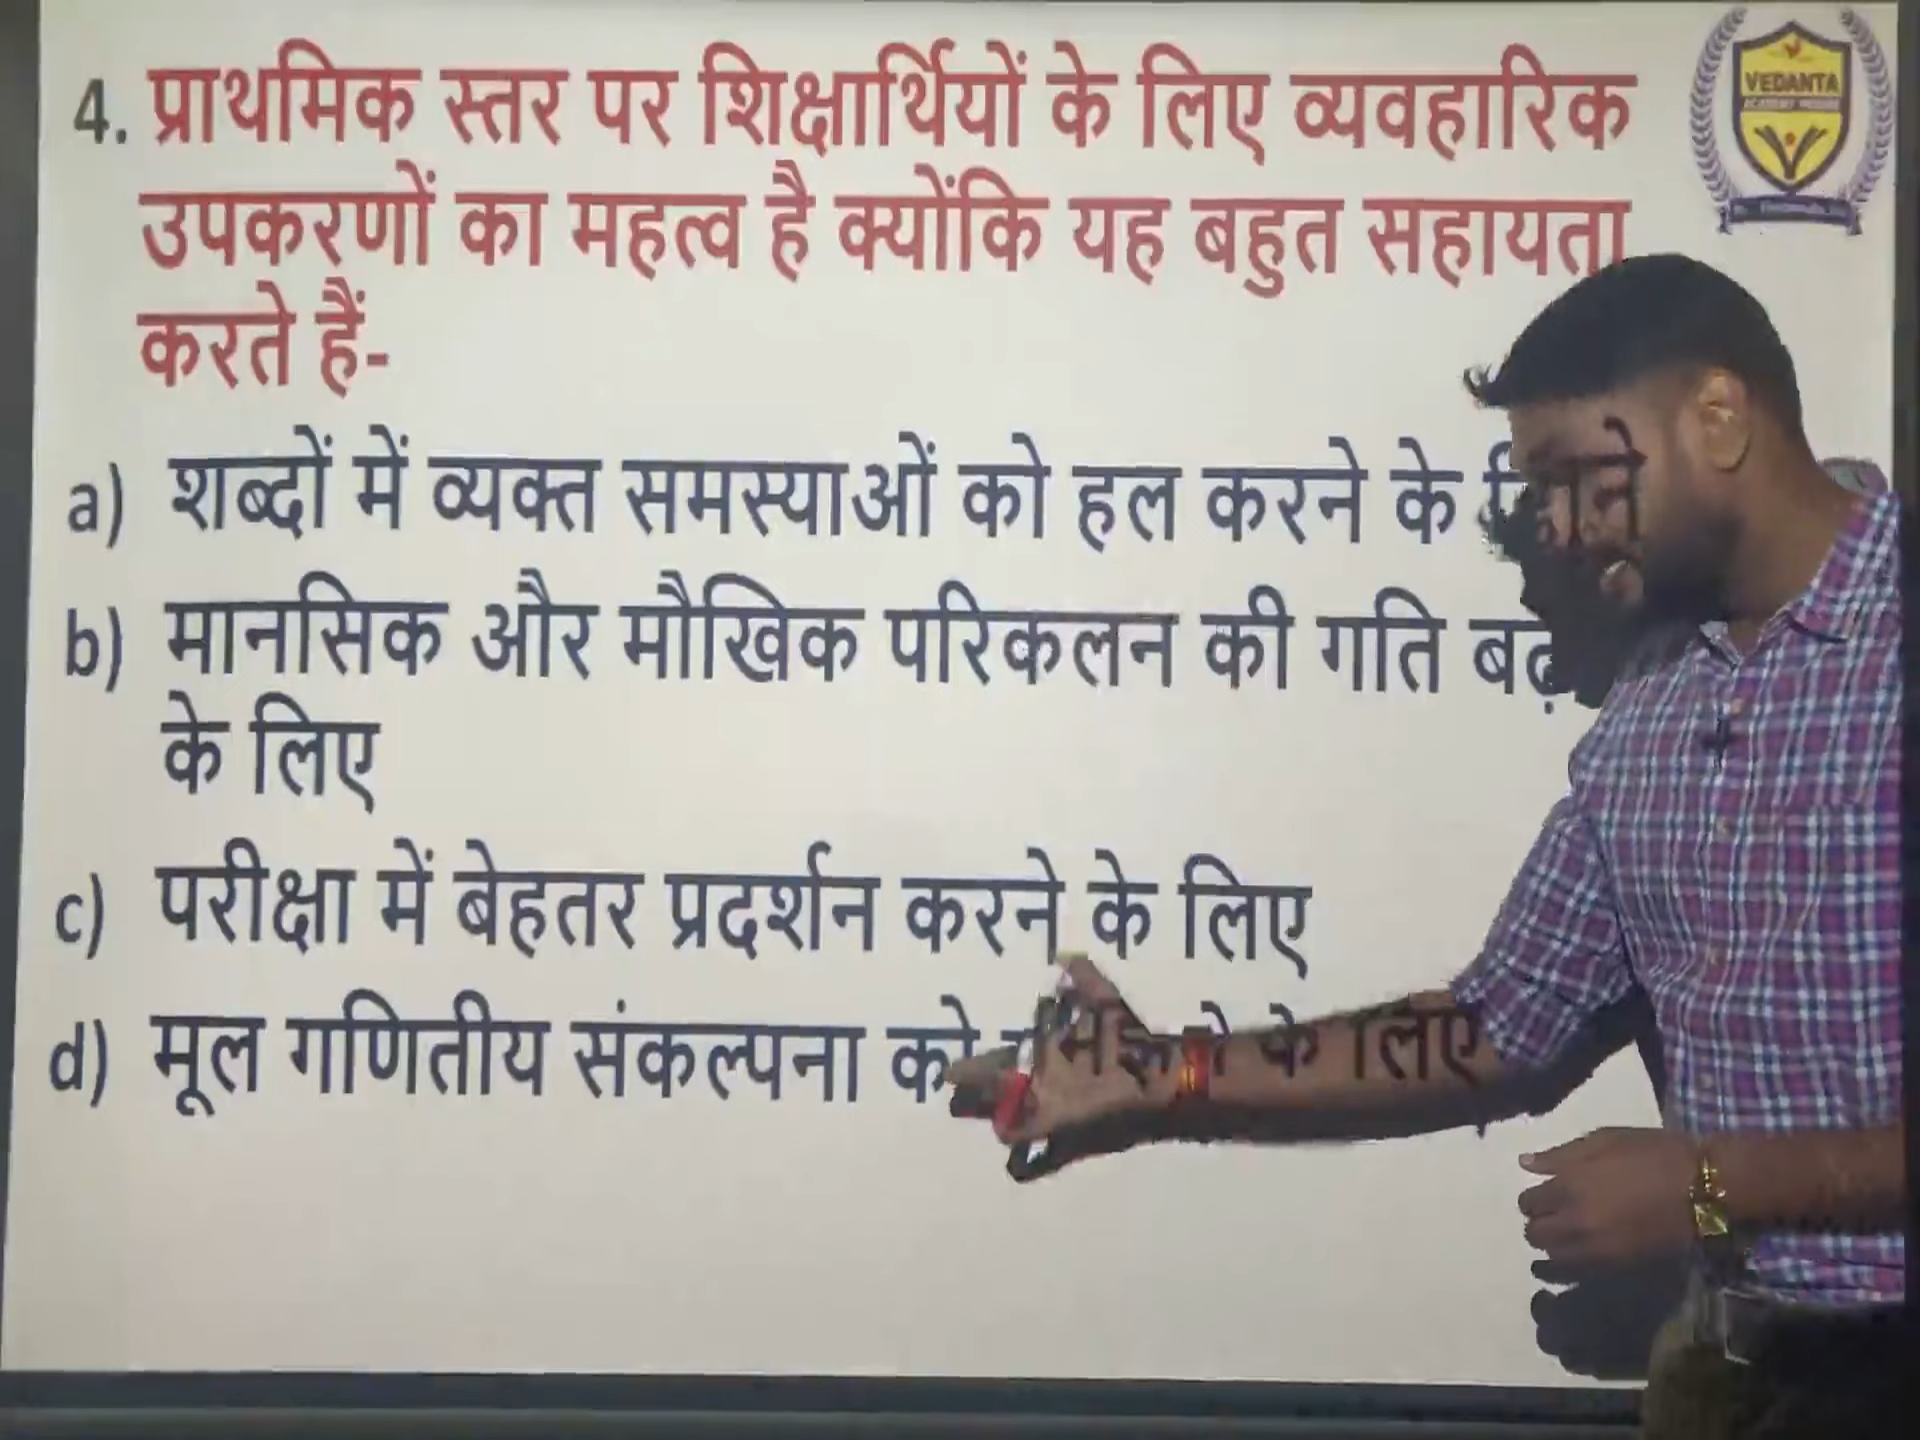 4. प्राथमिक स्तर पर शिक्षार्थियों के लिए व्यवहारिक
उपकरणों का महत्व है क्योंकि यह बहुत सहायता
करते हैं-
a) शब्दों में व्यक्त समस्याओं को हल करने के
b) मानसिक और मौखिक परिकलन की गति
के लिए
c) परीक्षा में बेहतर प्रदर्शन करने के लिए
d) मूल गणितीय संकल्पना को समझने के लिए
VEDANTA